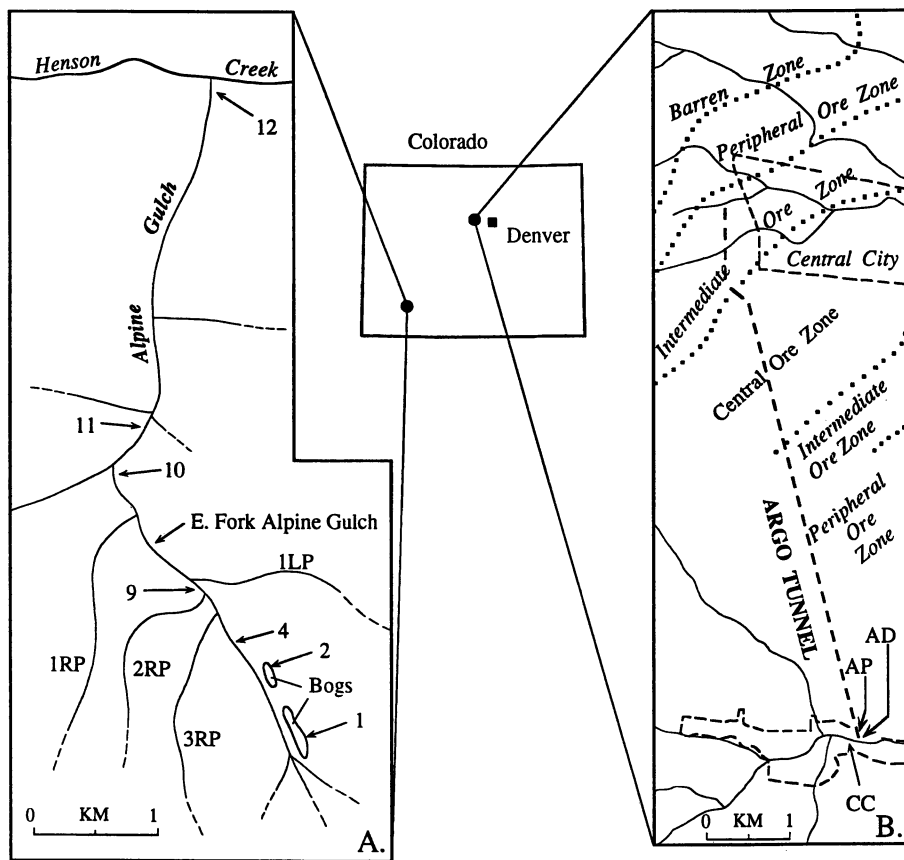 Henson Creek
12
Gulch
Alpine
11
10
E. Fork Alpine Gulch
1LP
9
4
2
Bogs
1
1RP
2RP
3RP
0 KM 1
A.
Colorado
Denver
Barren Zone
Peripheral Ore Zone
Intermediate Ore Zone
Central City
Central Ore Zone
Intermediate
Ore Zone
Peripheral
Ore
Zone
ARGO TUNNEL
AD
AP
CC
0 KM 1
B.